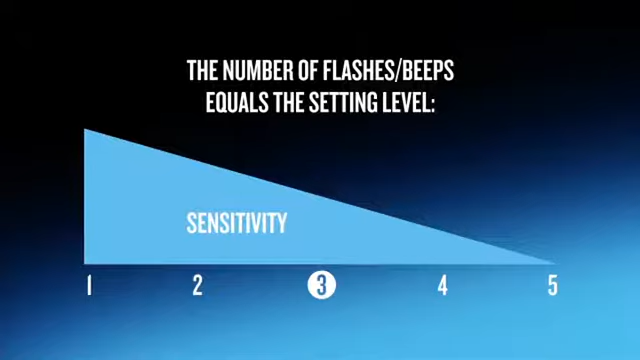 THE NUMBER OF FLASHES/BEEPS
EQUALS THE SETTING LEVEL:
SENSITIVITY
1 2 3 4 5